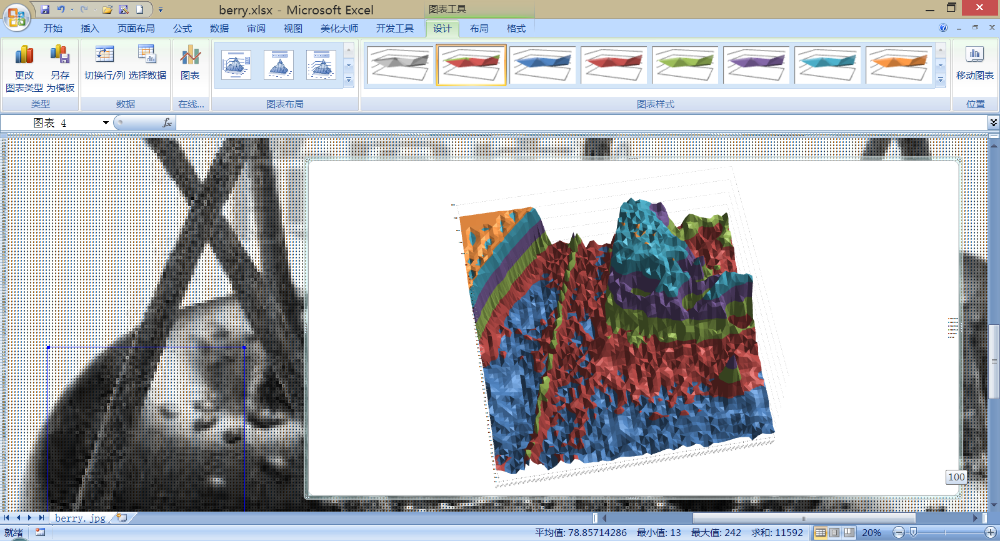 berry.xlsx - Microsoft Excel
图表工具
开始 插入 页面布局 公式 数据 审阅 视图 美化大师 开发工具 设计 布局 格式
更改
图表类型
另存
为模板
切换行/列 选择数据
图表
移动图表
类型 数据 在线... 图表布局 图表样式 位置
图表 4
fx
100
berry.jpg
就绪 平均值: 78.85714286 最小值: 13 最大值: 242 求和: 11592 20%